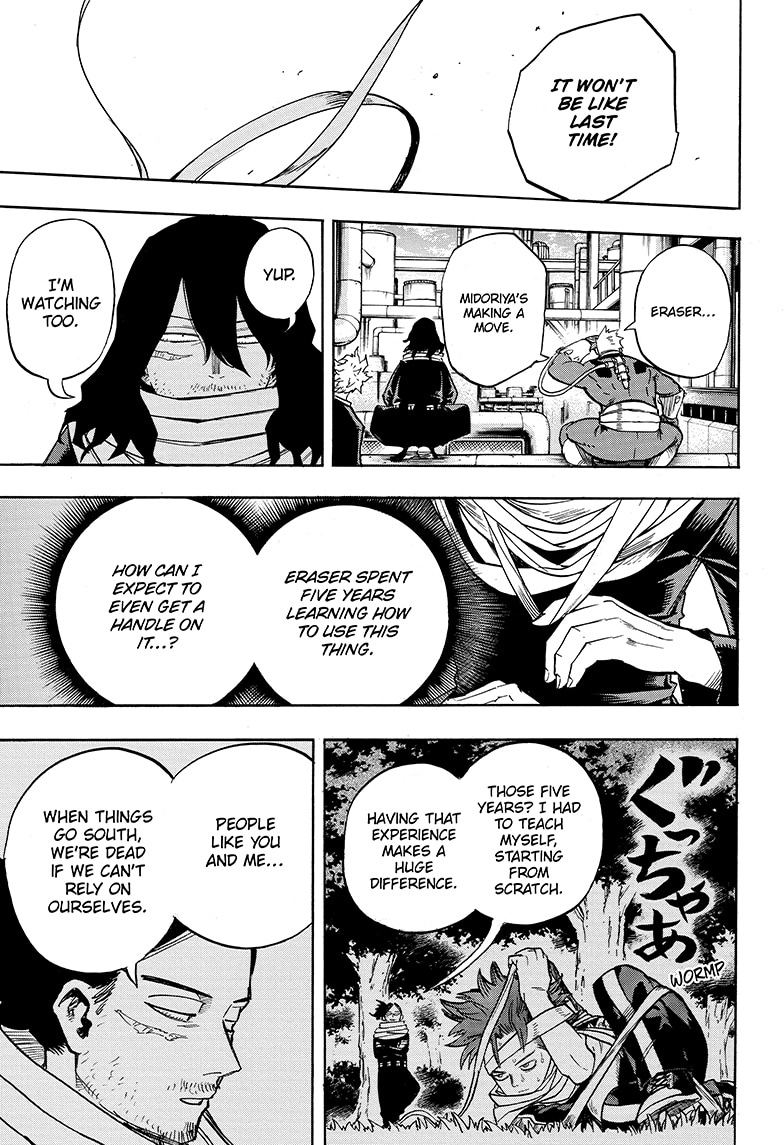 IT WON'T
BE LIKE
LAST
TIME!
ERASER...
MIDORIYA'S
MAKING A
MOVE.
YUP.
I'M
WATCHING
TOO.
ERASER SPENT
FIVE YEARS
LEARNING HOW
TO USE THIS
THING.
HOW CAN I
EXPECT TO
EVEN GET A
HANDLE ON
IT...?
ぐっちゃあ
WORMP
THOSE FIVE
YEARS? I HAD
TO TEACH
MYSELF,
STARTING
FROM
SCRATCH.
HAVING THAT
EXPERIENCE
MAKES A
HUGE
DIFFERENCE.
PEOPLE
LIKE YOU
AND ME...
WHEN THINGS
GO SOUTH,
WE'RE DEAD
IF WE CAN'T
RELY ON
OURSELVES.